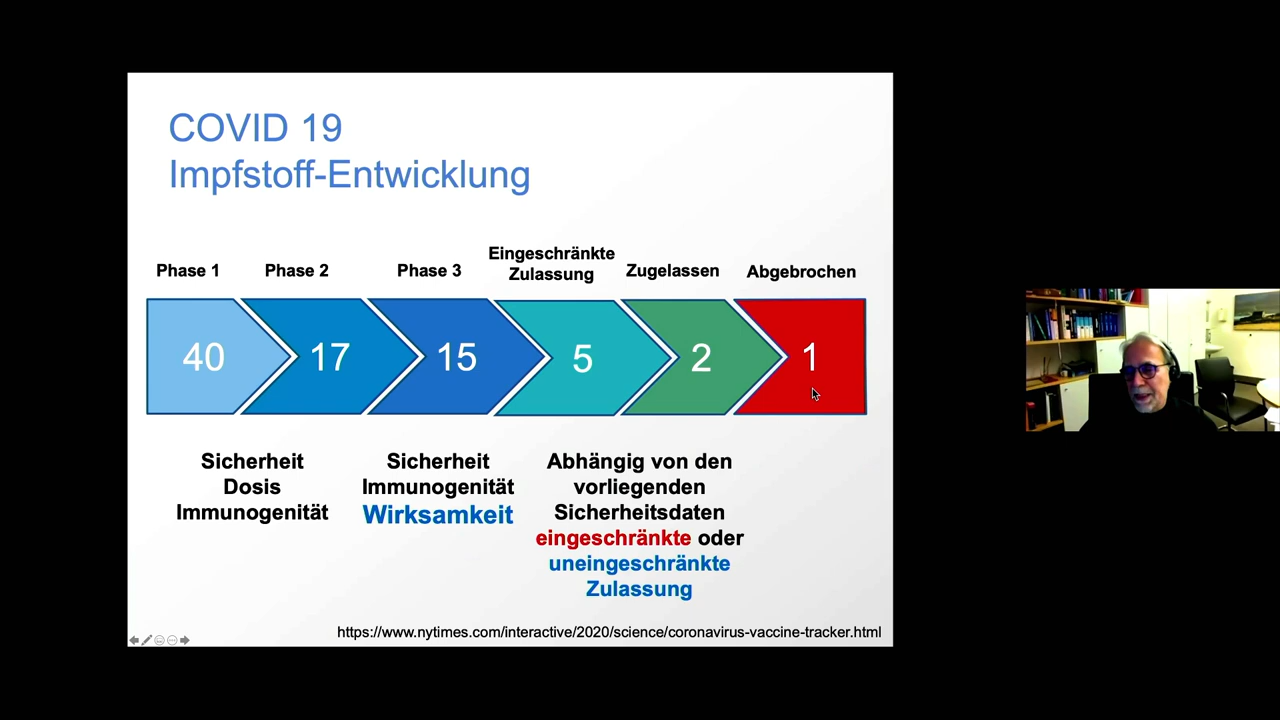 COVID 19
Impfstoff-Entwicklung
Phase 1
Phase 2
Phase 3
Eingeschränkte
Zulassung
Zugelassen
Abgebrochen
40
17
15
5
2
1
Sicherheit
Dosis
Immunogenität
Sicherheit
Immunogenität
Wirksamkeit
Abhängig von den
vorliegenden
Sicherheitsdaten
eingeschränkte oder
uneingeschränkte
Zulassung
https://www.nytimes.com/interactive/2020/science/coronavirus-vaccine-tracker.html